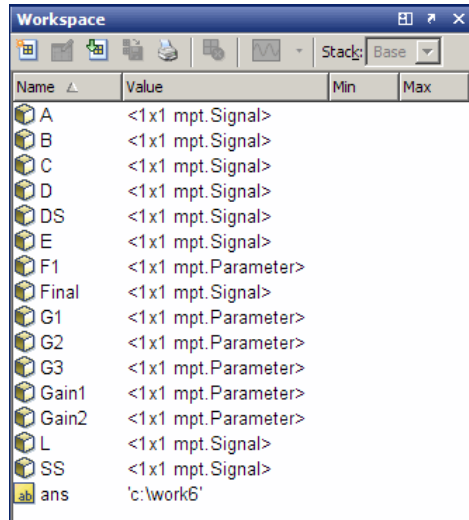 Workspace
Stack: Base
Name Value Min Max
A <1x1 mpt.Signal>
B <1x1 mpt.Signal>
C <1x1 mpt.Signal>
D <1x1 mpt.Signal>
DS <1x1 mpt.Signal>
E <1x1 mpt.Signal>
F1 <1x1 mpt.Parameter>
Final <1x1 mpt.Signal>
G1 <1x1 mpt.Parameter>
G2 <1x1 mpt.Parameter>
G3 <1x1 mpt.Parameter>
Gain1 <1x1 mpt.Parameter>
Gain2 <1x1 mpt.Parameter>
L <1x1 mpt.Signal>
SS <1x1 mpt.Signal>
ab ans 'c:\work6'